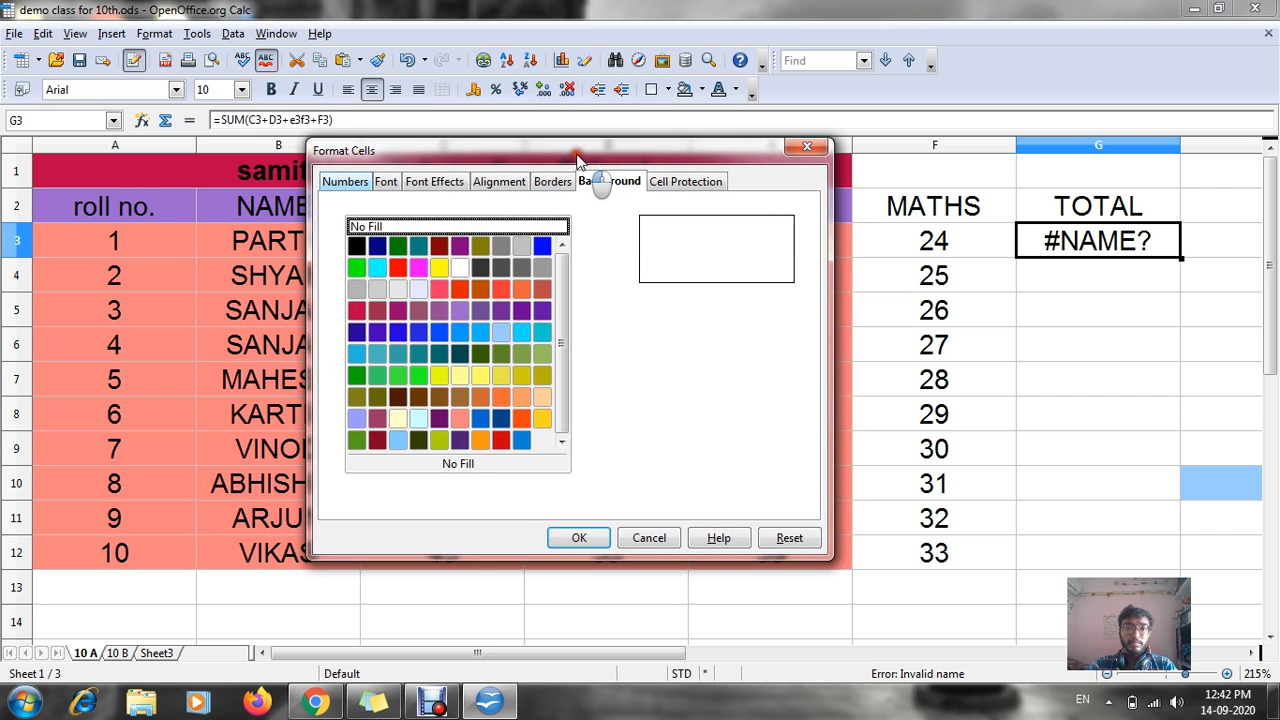 demo class for 10th.ods - OpenOffice.org Calc
File Edit View Insert Format Tools Data Window Help
Find
Arial 10
G3 =SUM(C3+D3+e3f3+F3)
Format Cells
A B F G
1 samit
2 roll no. NAME MATHS TOTAL
3 1 PART 24 #NAME?
4 2 SHYA 25
5 3 SANJA 26
6 4 SANJA 27
7 5 MAHES 28
8 6 KART 29
9 7 VINOI 30
10 8 ABHISH 31
11 9 ARJU 32
12 10 VIKAS 33
13
14
Numbers Font Font Effects Alignment Borders Ba ound Cell Protection
No Fill
No Fill
OK Cancel Help Reset
10 A 10 B Sheet3
Sheet 1 / 3 Default STD * Error: Invalid name 215%
EN 12:42 PM
14-09-2020